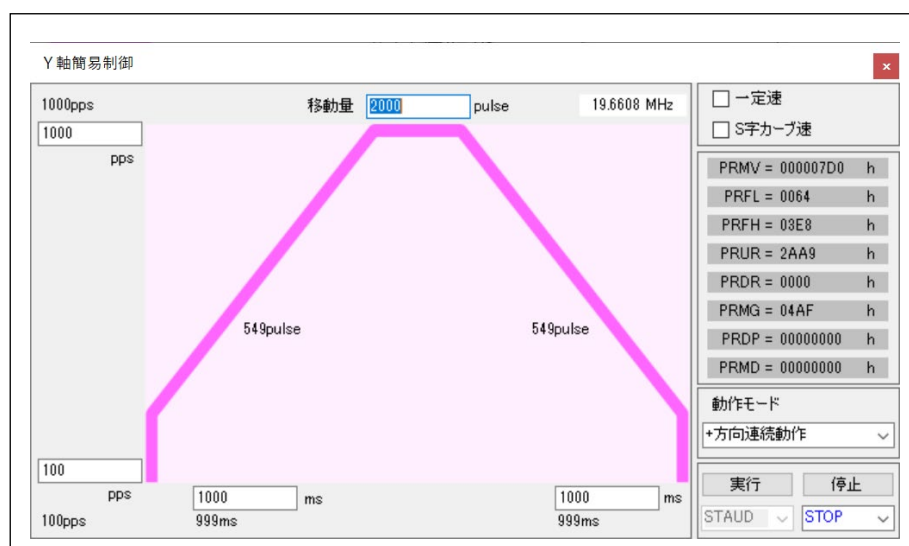 Y 軸簡易制御
×
1000pps
移動量 2000 pulse
19.6608 MHz
1000
pps
549pulse
549pulse
100
pps
100pps
1000 ms
999ms
1000 ms
999ms
一定速
S字カーブ速
PRMV = 000007D0 h
PRFL = 0064 h
PRFH = 03E8 h
PRUR = 2AA9 h
PRDR = 0000 h
PRMG = 04AF h
PRDP = 00000000 h
PRMD = 00000000 h
動作モード
+方向連続動作
実行 停止
STAUD STOP